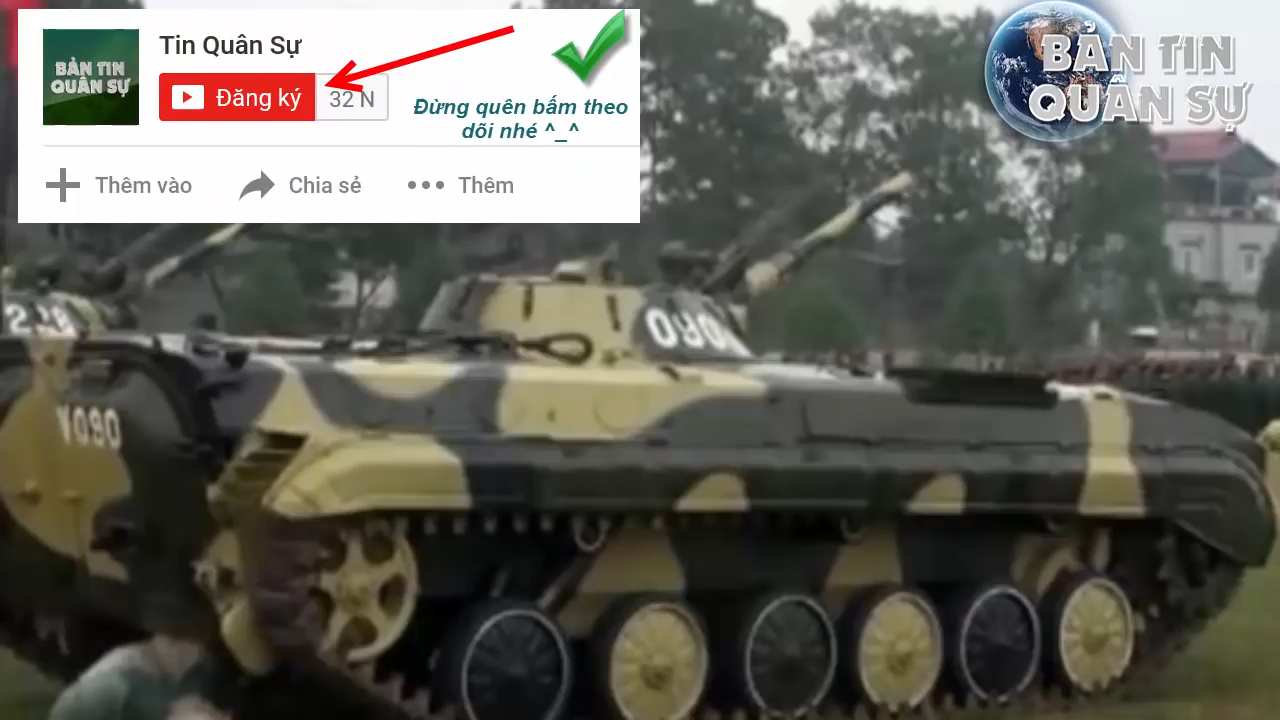 Tin Quân Sự
BẢN TIN
QUÂN SỰ
Đăng ký
32 N
Đừng quên bấm theo
dõi nhé ^_^
Thêm vào
Chia sẻ
Thêm
BẢN TIN
QUÂN SỰ
090
V090